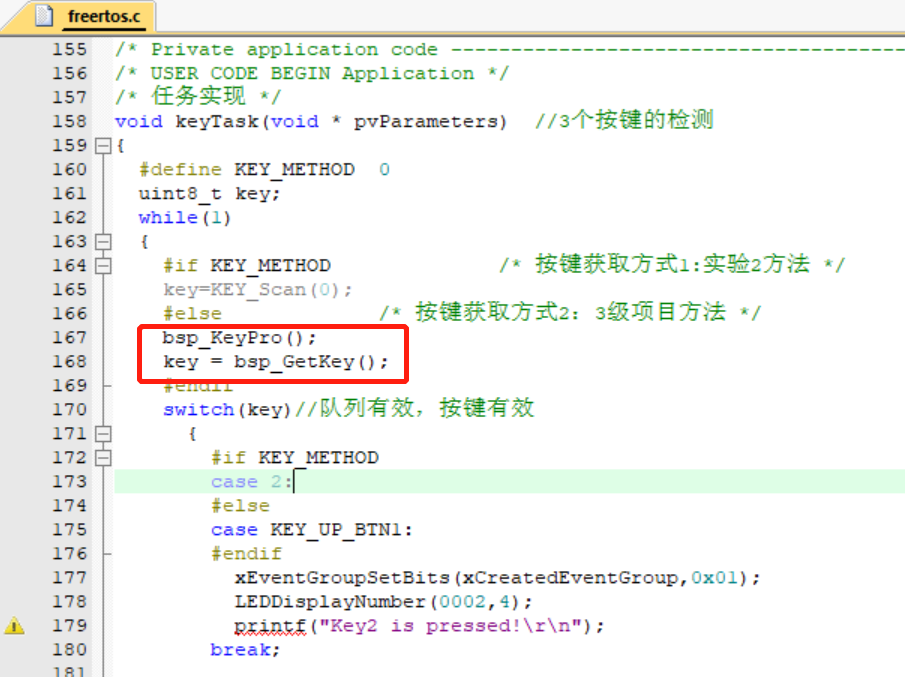 freertos.c
155 /* Private application code --------------------------------------
156 /* USER CODE BEGIN Application */
157 /* 任务实现 */
158 void keyTask(void * pvParameters)  //3个按键的检测
159 {
160 #define KEY_METHOD  0
161 uint8_t key;
162 while(1)
163 {
164 #if KEY_METHOD /* 按键获取方式1:实验2方法 */
165 key=KEY_Scan(0);
166 #else /* 按键获取方式2: 3级项目方法 */
167 bsp_KeyPro();
168 key = bsp_GetKey();
169 #endif
170 switch(key)//队列有效, 按键有效
171 {
172 #if KEY_METHOD
173 case 2:
174 #else
175 case KEY_UP_BTN1:
176 #endif
177 xEventGroupSetBits(xCreatedEventGroup,0x01);
178 LEDDisplayNumber(0002,4);
179 printf("Key2 is pressed!\r\n");
180 break;
181